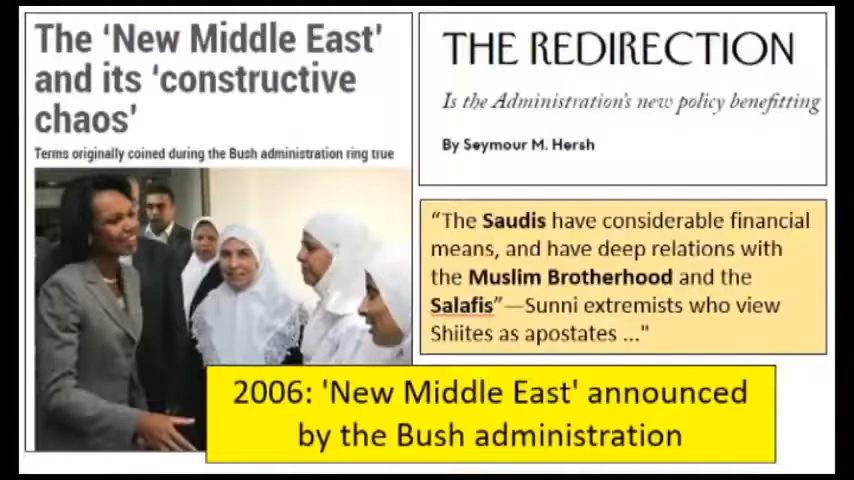 The ‘New Middle East’
and its ‘constructive
chaos’
Terms originally coined during the Bush administration ring true
THE REDIRECTION
Is the Administration's new policy benefitting
By Seymour M. Hersh
“The Saudis have considerable financial
means, and have deep relations with
the Muslim Brotherhood and the
Salafis”—Sunni extremists who view
Shiites as apostates ..."
2006: 'New Middle East' announced
by the Bush administration